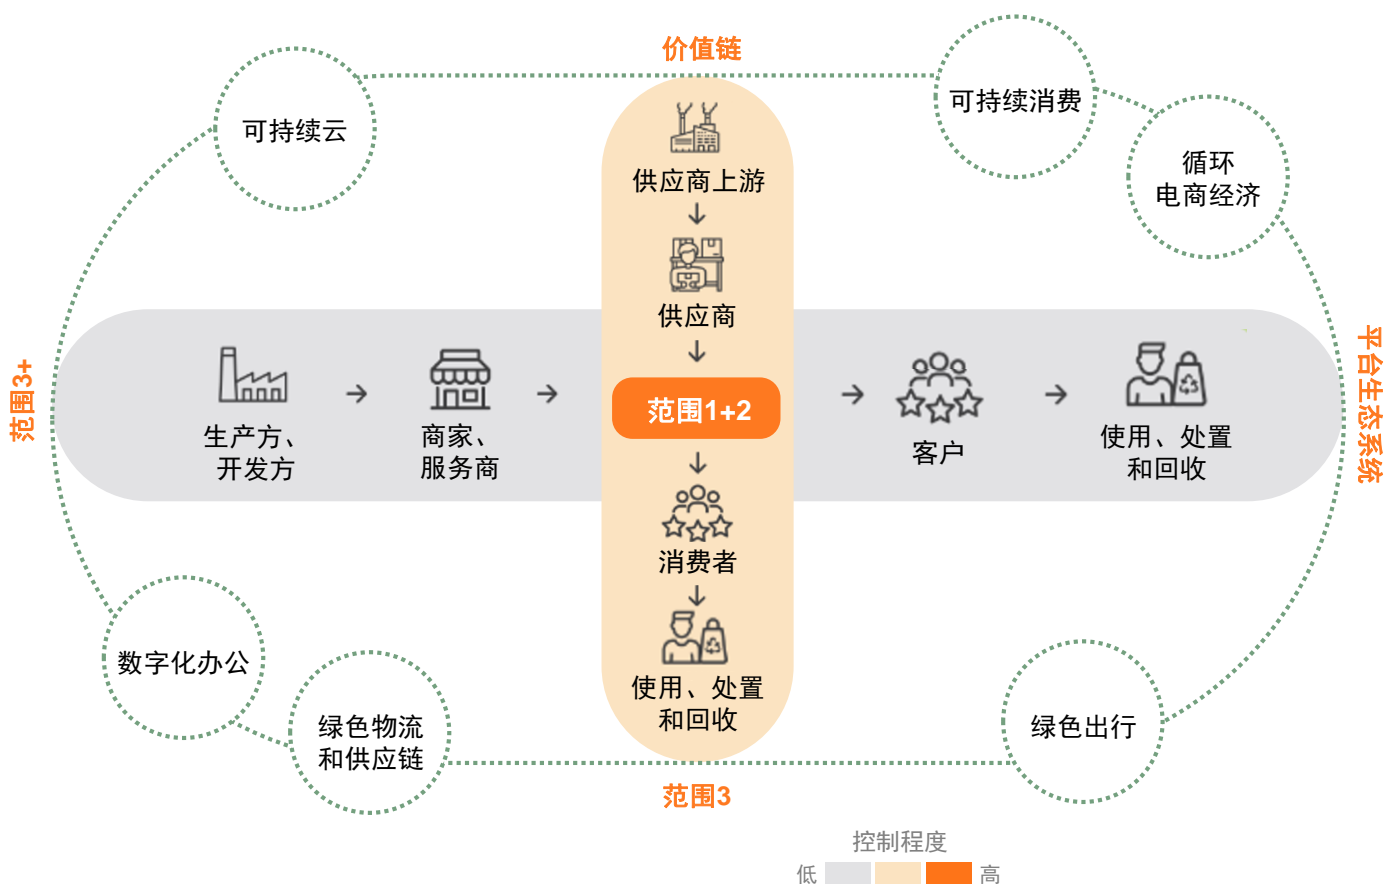 价值链
可持续云
可持续消费
循环
电商经济
供应商上游
供应商
范围3+
平台生态系统
生产方、
开发方
商家、
服务商
范围1+2
客户
使用、处置
和回收
消费者
使用、处置
和回收
数字化办公
绿色物流
和供应链
绿色出行
范围3
控制程度
低
高